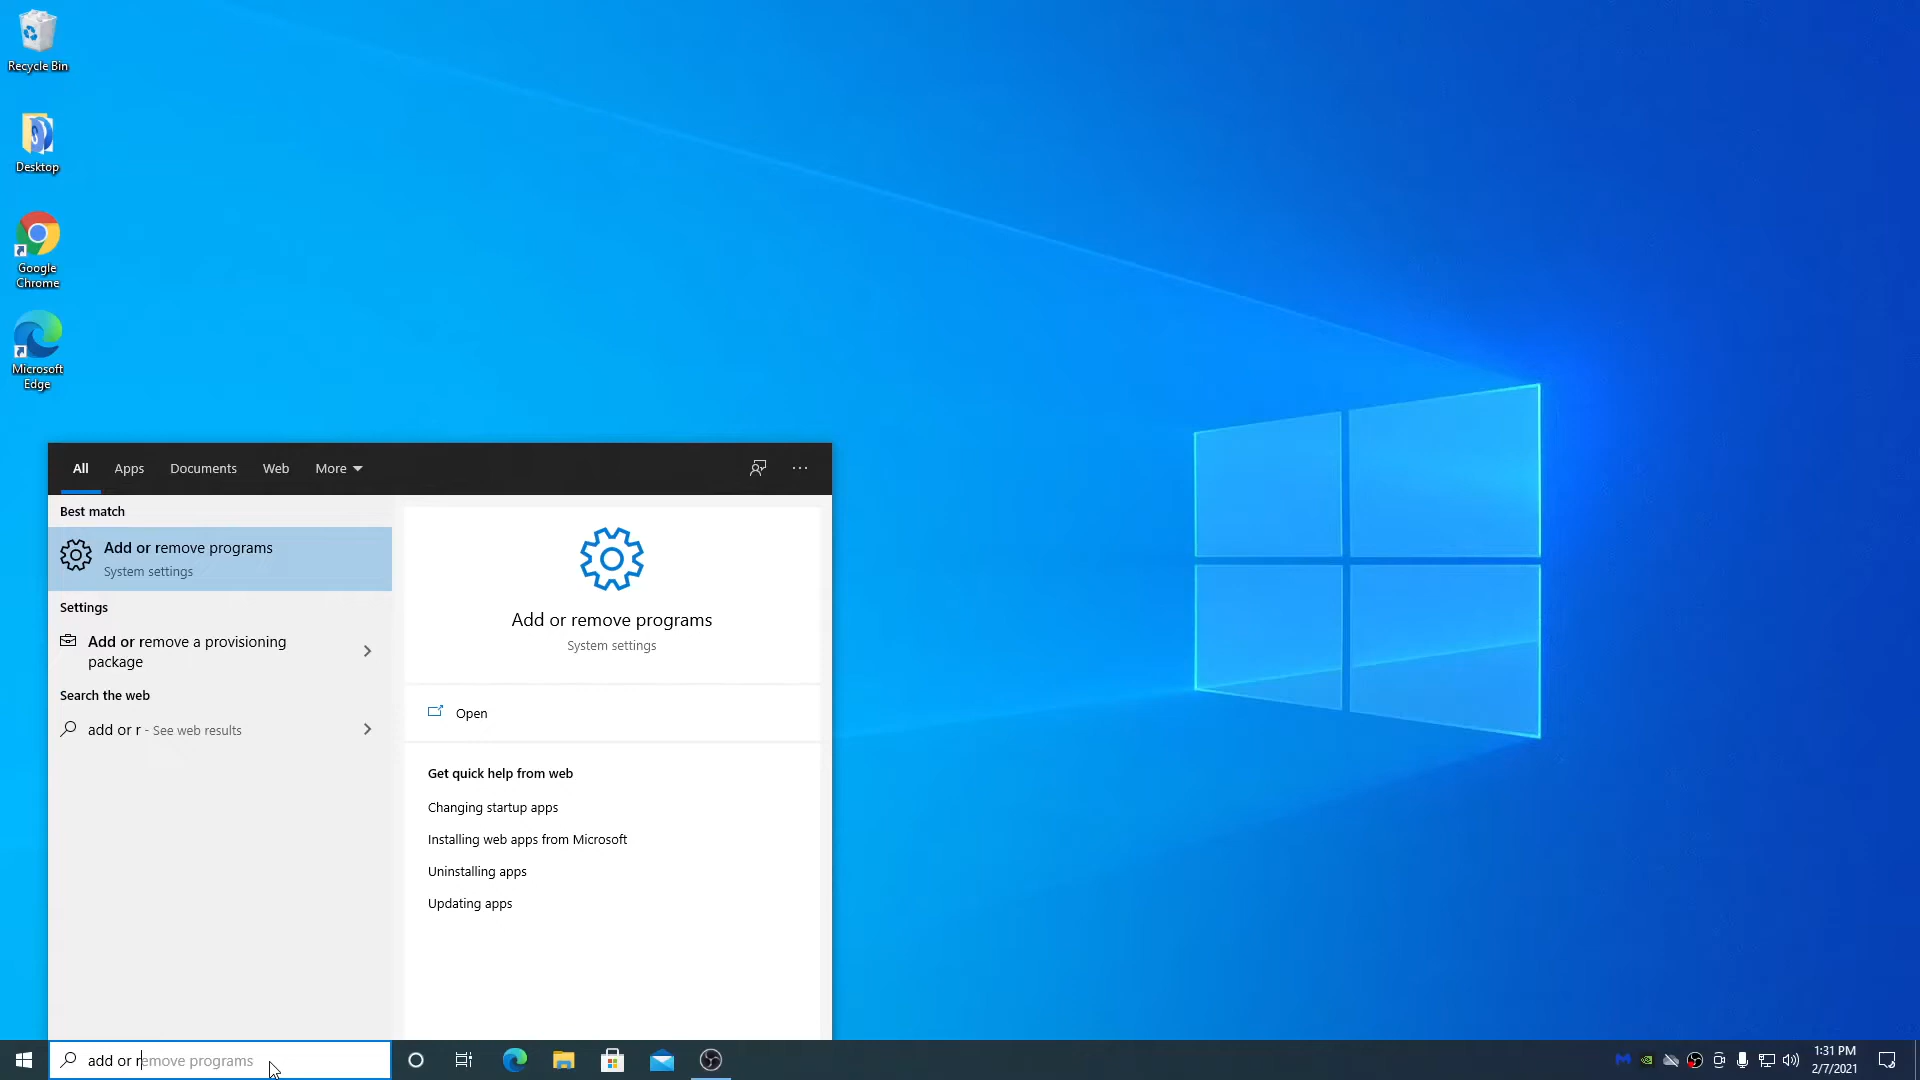 Recycle Bin
Desktop
Google
Chrome
Microsoft
Edge
All Apps Documents Web More
Best match
Add or remove programs
System settings
Settings
Add or remove a provisioning
package
Search the web
add or r - See web results
Add or remove programs
System settings
Open
Get quick help from web
Changing startup apps
Installing web apps from Microsoft
Uninstalling apps
Updating apps
add or remove programs
1:31 PM
2/7/2021